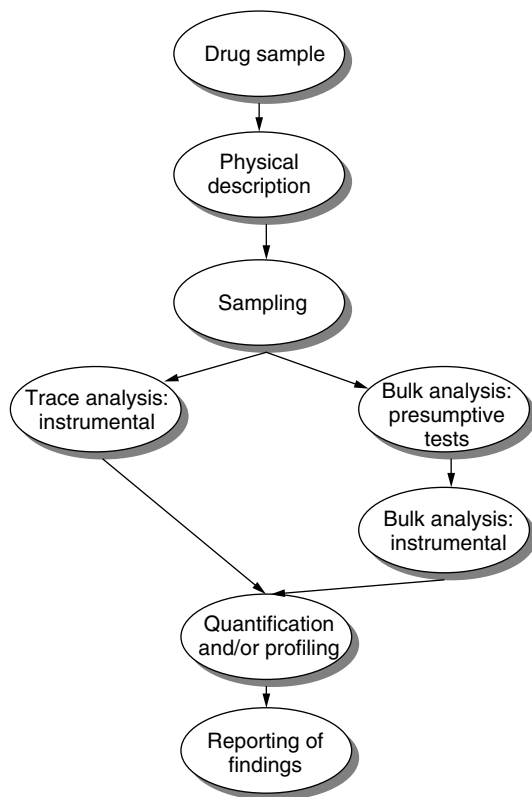 Drug sample
Physical
description
Sampling
Trace analysis:
instrumental
Bulk analysis:
presumptive
tests
Bulk analysis:
instrumental
Quantification
and/or profiling
Reporting of
findings